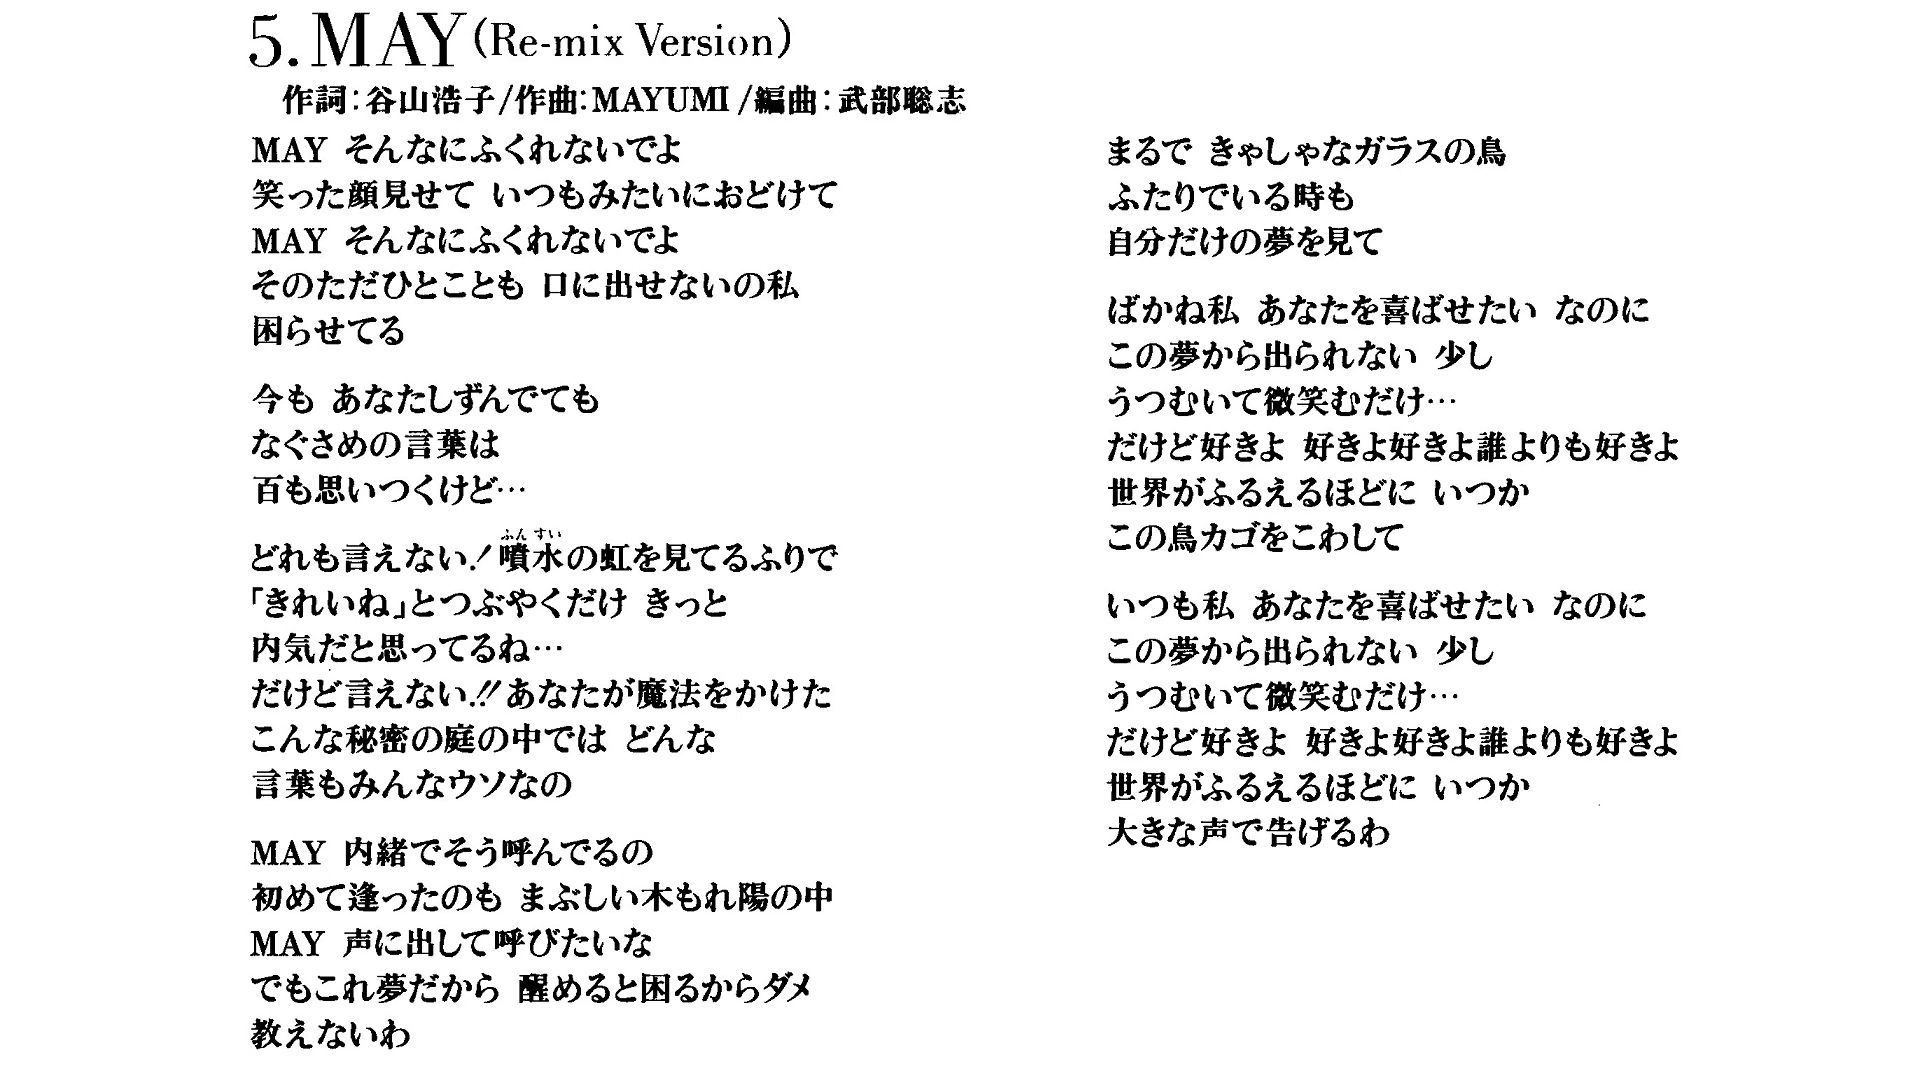 5. MAY (Re-mix Version)
作詞：谷山浩子/作曲：MAYUMI/編曲：武部聡志
MAY そんなにふくれないでよ
笑った顔見せて いつもみたいにおどけて
MAY そんなにふくれないでよ
そのただひとことも 口に出せないの私
困らせてる
今も あなたしずんでても
なぐさめの言葉は
百も思いつくけど…
ふん すい
どれも言えない！噴水の虹を見てるふりで
「きれいね」とつぶやくだけ きっと
内気だと思ってるね…
だけど言えない!!あなたが魔法をかけた
こんな秘密の庭の中では どんな
言葉もみんなウソなの
MAY 内緒でそう呼んでるの
初めて逢ったのも まぶしい木もれ陽の中
MAY 声に出して呼びたいな
でもこれ夢だから 醒めると困るからダメ
教えないわ
まるで きゃしゃなガラスの鳥
ふたりでいる時も
自分だけの夢を見て
ばかね私 あなたを喜ばせたい なのに
この夢から出られない 少し
うつむいて微笑むだけ…
だけど好きよ 好きよ好きよ誰よりも好きよ
世界がふるえるほどに いつか
この鳥カゴをこわして
いつも私 あなたを喜ばせたい なのに
この夢から出られない 少し
うつむいて微笑むだけ…
だけど好きよ 好きよ好きよ誰よりも好きよ
世界がふるえるほどに いつか
大きな声で告げるわ